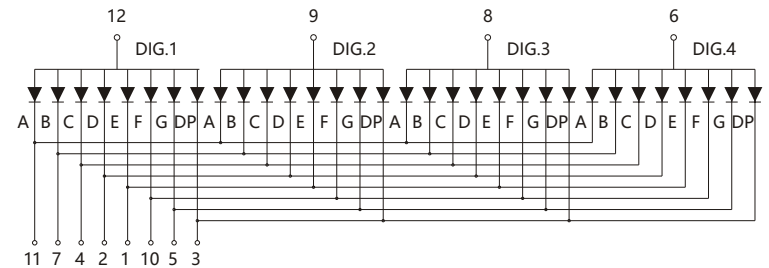 12 9 8 6
DIG.1 DIG.2 DIG.3 DIG.4
A B C D E F G DP A B C D E F G DP A B C D E F G DP A B C D E F G DP
11 7 4 2 1 10 5 3